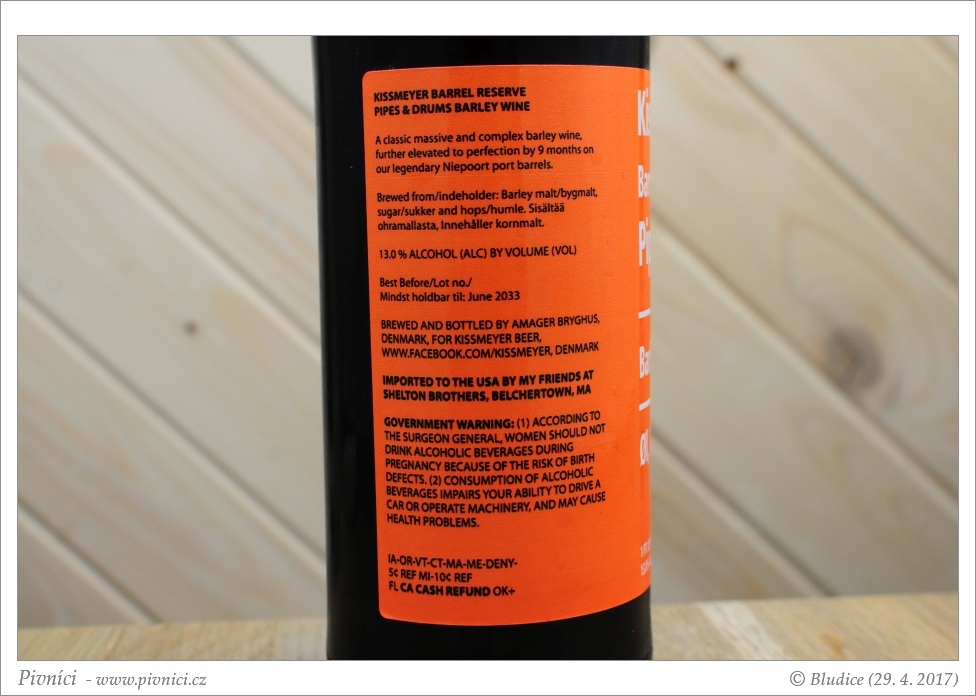 KISSMEYER BARREL RESERVE
PIPES & DRUMS BARLEY WINE
A classic massive and complex barley wine,
further elevated to perfection by 9 months on
our legendary Niepoort port barrels.
Brewed from/indeholder: Barley malt/bygmalt,
sugar/sukker and hops/humle. Sisältää
ohramallasta, Innehåller kornmalt.
13.0 % ALCOHOL (ALC) BY VOLUME (VOL)
Best Before/Lot no./
Mindst holdbar til: June 2033
BREWED AND BOTTLED BY AMAGER BRYGHUS,
DENMARK, FOR KISSMEYER BEER,
WWW.FACEBOOK.COM/KISSMEYER, DENMARK
IMPORTED TO THE USA BY MY FRIENDS AT
SHELTON BROTHERS, BELCHERTOWN, MA
GOVERNMENT WARNING: (1) ACCORDING TO
THE SURGEON GENERAL, WOMEN SHOULD NOT
DRINK ALCOHOLIC BEVERAGES DURING
PREGNANCY BECAUSE OF THE RISK OF BIRTH
DEFECTS. (2) CONSUMPTION OF ALCOHOLIC
BEVERAGES IMPAIRS YOUR ABILITY TO DRIVE A
CAR OR OPERATE MACHINERY, AND MAY CAUSE
HEALTH PROBLEMS.
IA-OR-VT-CT-MA-ME-DENY-
5¢ REF MI-10¢ REF
FL CA CASH REFUND OK+
Pivníci - www.pivnici.cz
© Bludice (29. 4. 2017)